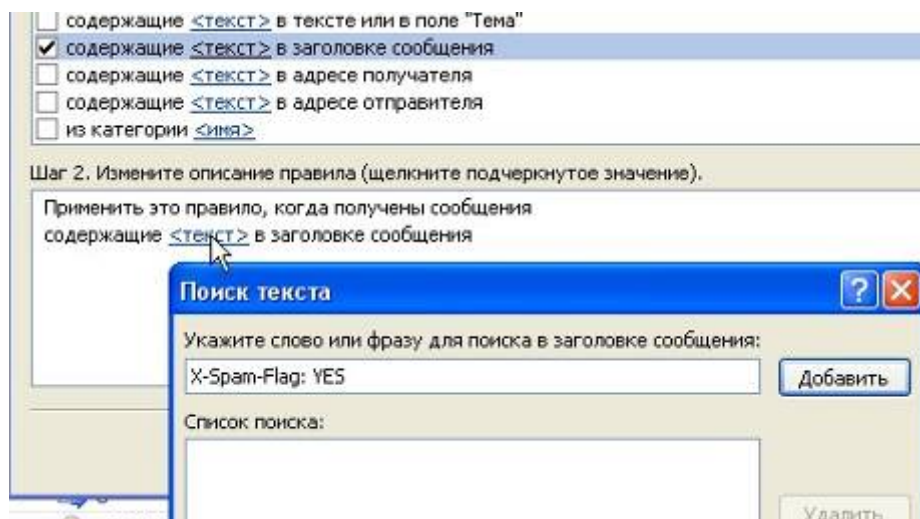 содержащие <текст> в тексте или в поле "Тема"
содержащие <текст> в заголовке сообщения
содержащие <текст> в адресе получателя
содержащие <текст> в адресе отправителя
из категории <имя>
Шаг 2. Измените описание правила (щелкните подчеркнутое значение).
Применить это правило, когда получены сообщения
содержащие <текст> в заголовке сообщения
Поиск текста
Укажите слово или фразу для поиска в заголовке сообщения:
X-Spam-Flag: YES
Добавить
Список поиска:
Удалить